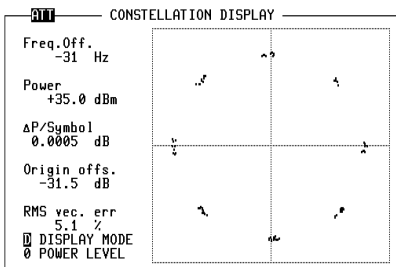 ATT CONSTELLATION DISPLAY
Freq.Off.
-31 Hz
Power
+35.0 dBm
△P/Symbol
0.0005 dB
Origin offs.
-31.5 dB
RMS vec. err
5.1 %
D DISPLAY MODE
0 POWER LEVEL